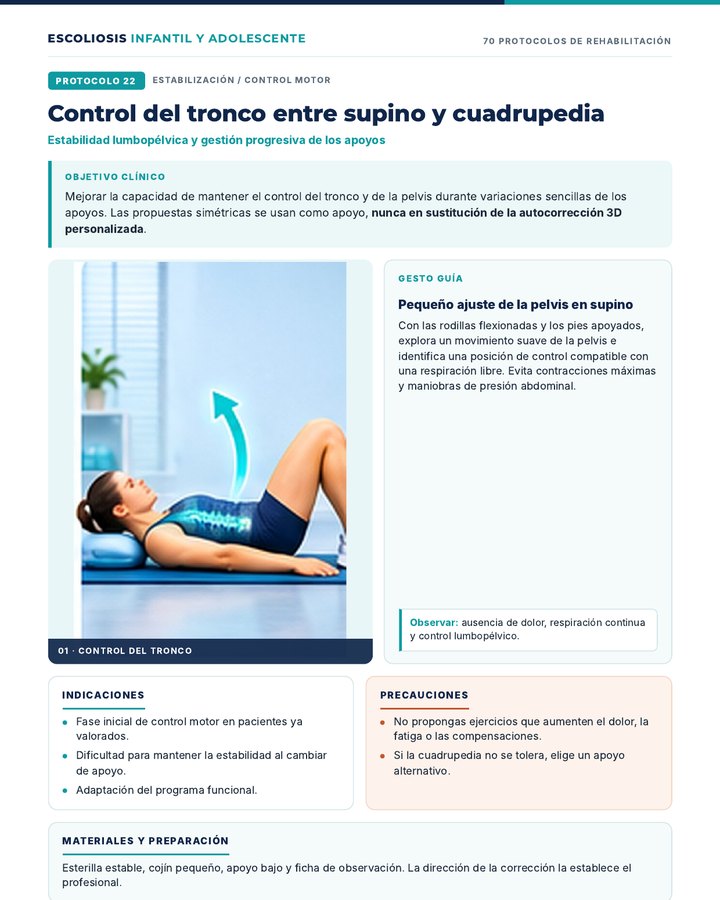 ESCOLIOSIS INFANTIL Y ADOLESCENTE
70 PROTOCOLOS DE REHABILITACIÓN
PROTOCOLO 22
ESTABILIZACIÓN / CONTROL MOTOR
Control del tronco entre supino y cuadrupedia
Estabilidad lumbopélvica y gestión progresiva de los apoyos
OBJETIVO CLÍNICO
Mejorar la capacidad de mantener el control del tronco y de la pelvis durante variaciones sencillas de los
apoyos. Las propuestas simétricas se usan como apoyo, nunca en sustitución de la autocorrección 3D
personalizada.
01 · CONTROL DEL TRONCO
GESTO GUÍA
Pequeño ajuste de la pelvis en supino
Con las rodillas flexionadas y los pies apoyados,
explora un movimiento suave de la pelvis e
identifica una posición de control compatible con
una respiración libre. Evita contracciones máximas
y maniobras de presión abdominal.
Observar: ausencia de dolor, respiración continua
y control lumbopélvico.
INDICACIONES
Fase inicial de control motor en pacientes ya
valorados.
Dificultad para mantener la estabilidad al cambiar
de apoyo.
Adaptación del programa funcional.
PRECAUCIONES
No propongas ejercicios que aumenten el dolor, la
fatiga o las compensaciones.
Si la cuadrupedia no se tolera, elige un apoyo
alternativo.
MATERIALES Y PREPARACIÓN
Esterilla estable, cojín pequeño, apoyo bajo y ficha de observación. La dirección de la corrección la establece el
profesional.